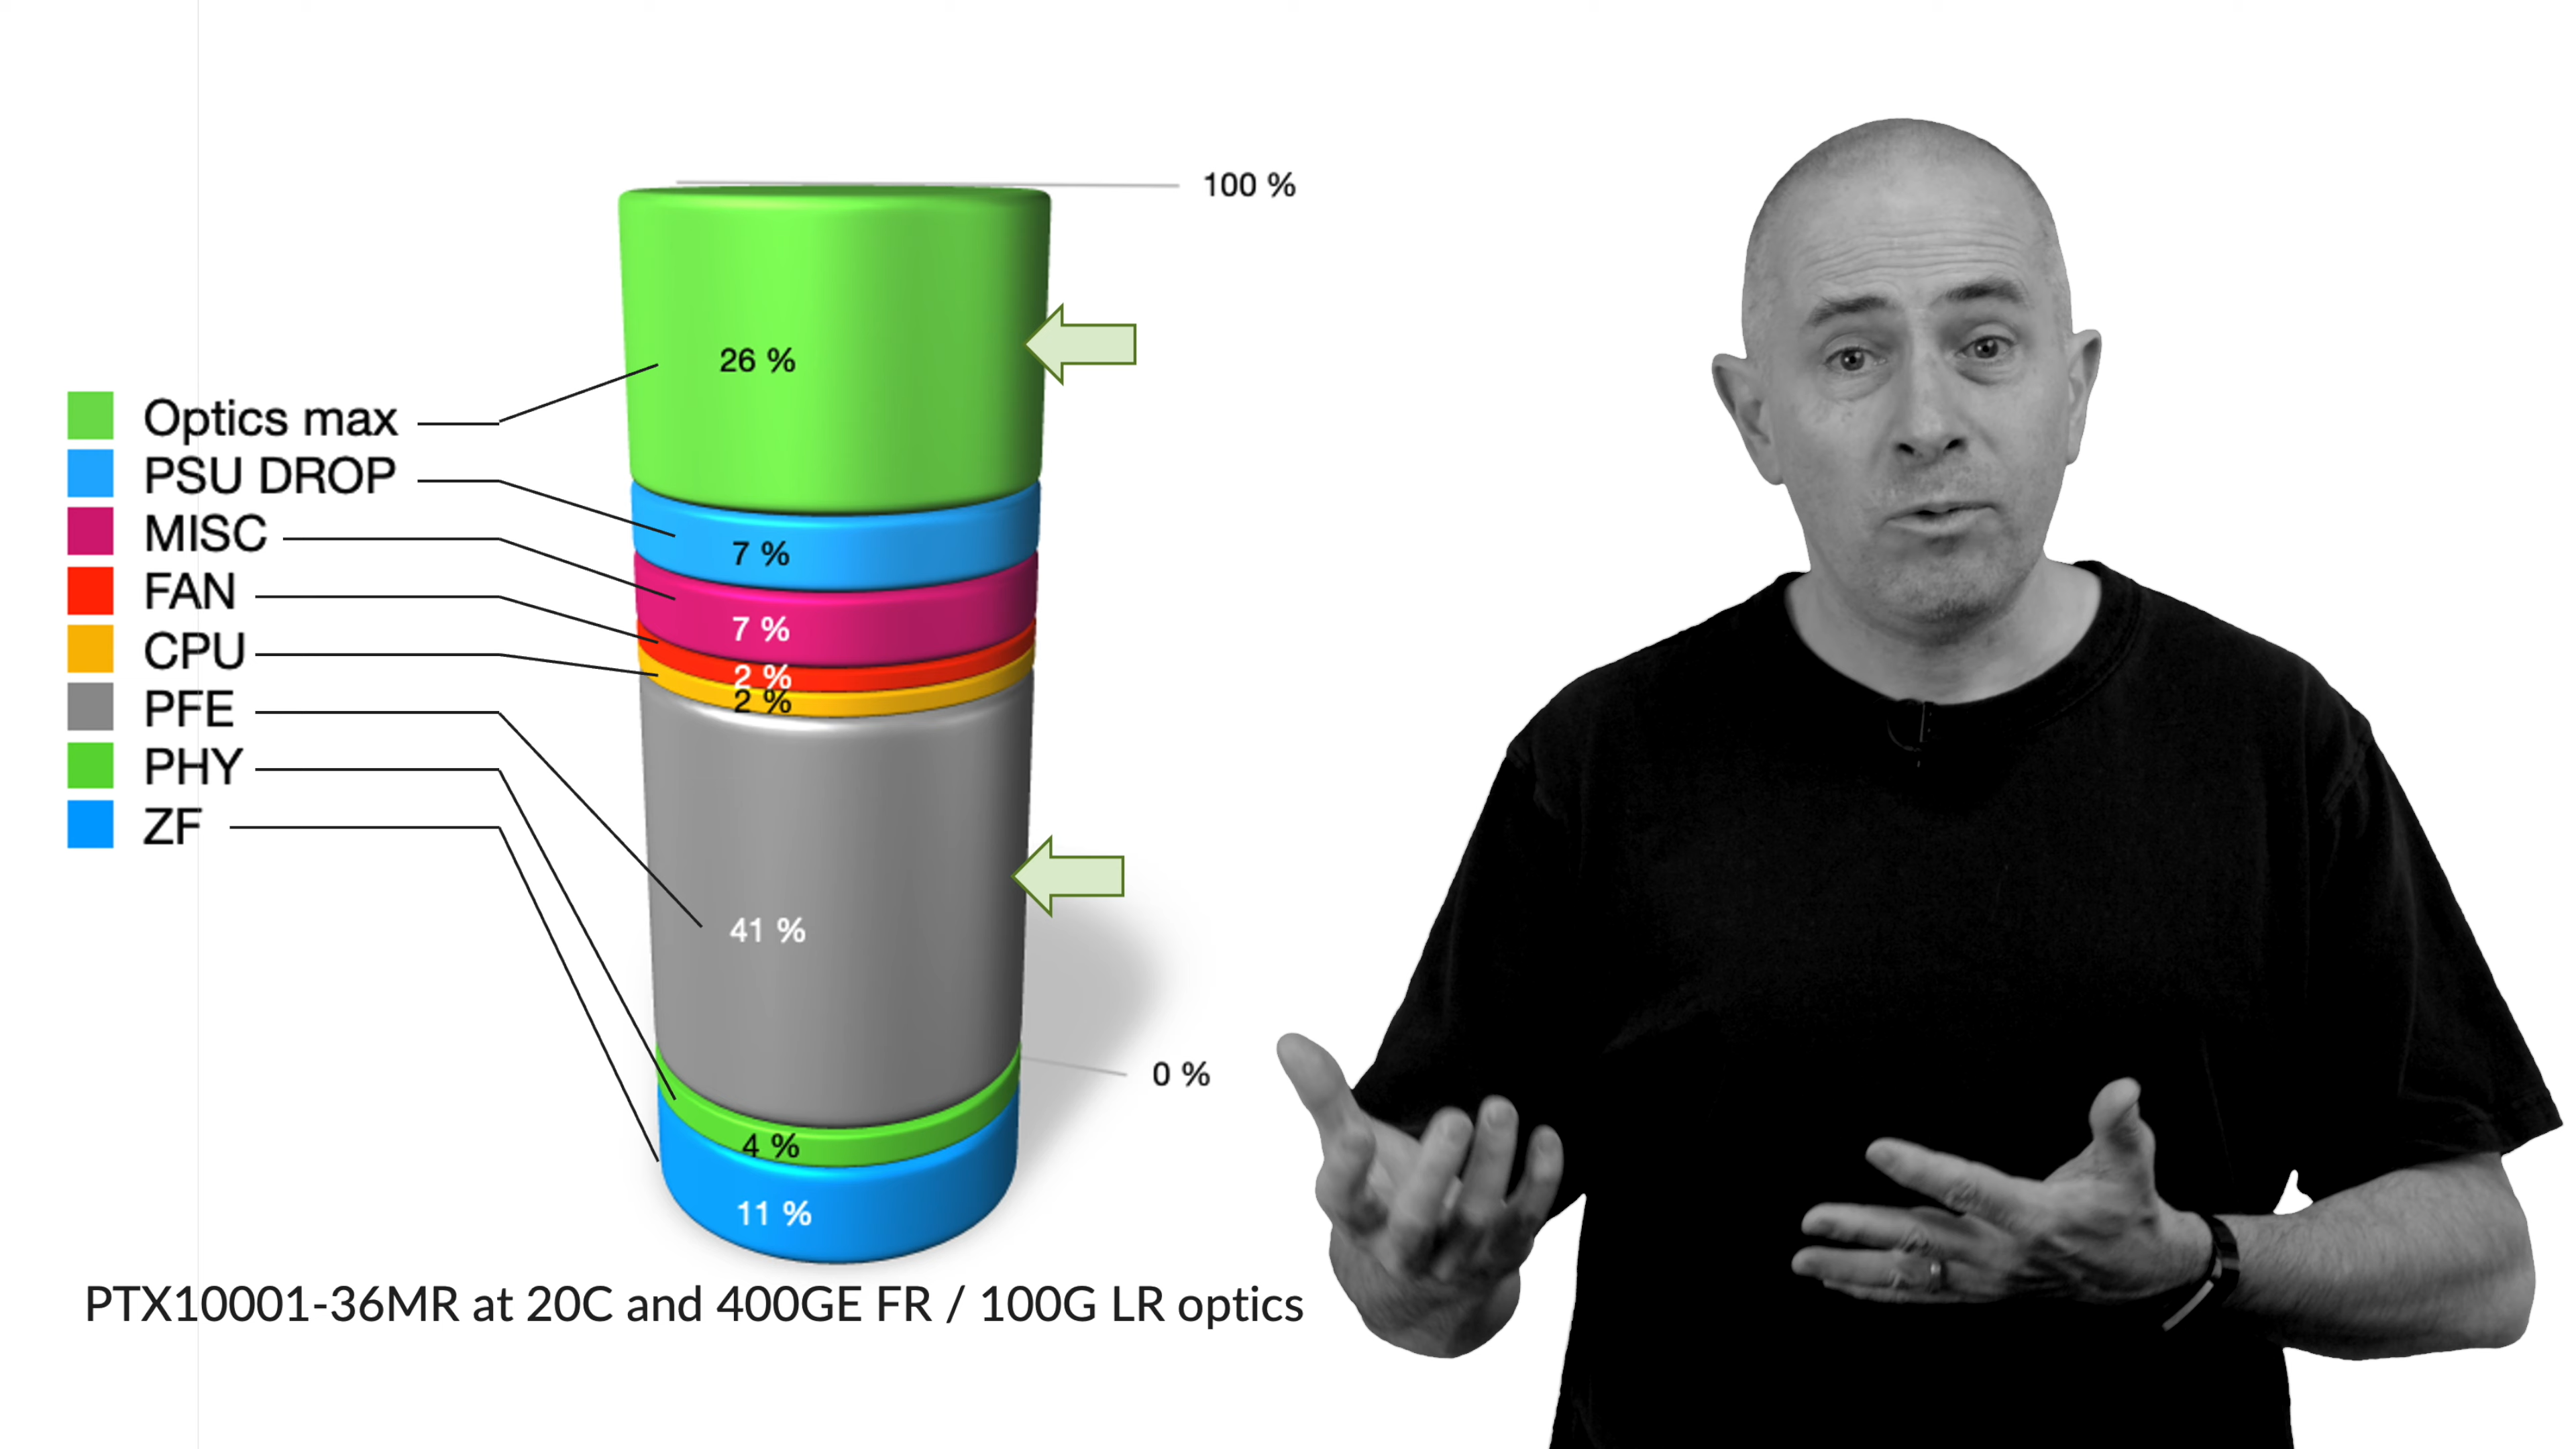 100 %
26 %
Optics max
PSU DROP
MISC
FAN
CPU
PFE
PHY
ZF
7 %
7 %
2 %
2 %
41 %
0 %
4 %
11 %
PTX10001-36MR at 20C and 400GE FR / 100G LR optics